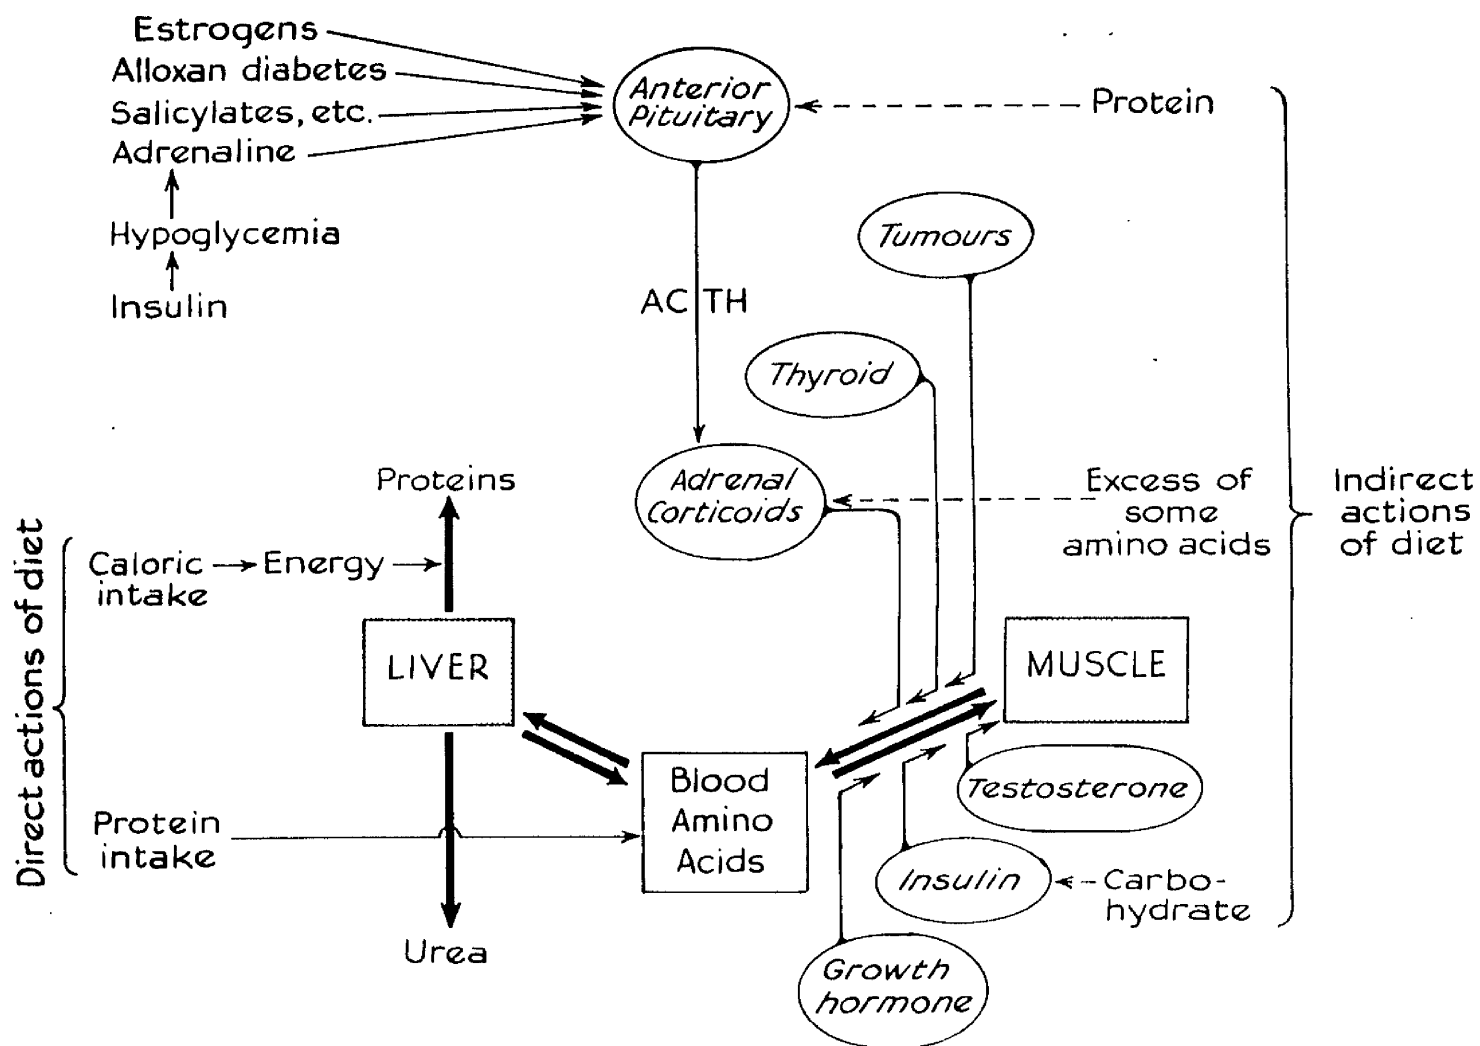 Estrogens
Alloxan diabetes
Salicylates, etc.
Adrenaline
Hypoglycemia
Insulin
Anterior
Pituitary
Protein
Tumours
ACTH
Thyroid
Adrenal
Corticoids
Excess of
some
amino acids
Indirect
actions
of diet
Direct actions of diet
Proteins
Caloric
intake
Energy
LIVER
MUSCLE
Protein
intake
Blood
Amino
Acids
Testosterone
Insulin
Carbo-
hydrate
Urea
Growth
hormone